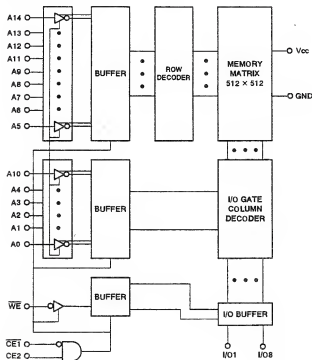 A14
A13
A12
A11
A9
A8
A7
A6
A5
BUFFER
ROW
DECODER
MEMORY
MATRIX
512 × 512
Vcc
GND
A10
A4
A3
A2
A1
A0
BUFFER
I/O GATE
COLUMN
DECODER
WE
BUFFER
I/O BUFFER
CE1
CE2
I/O1
I/O8